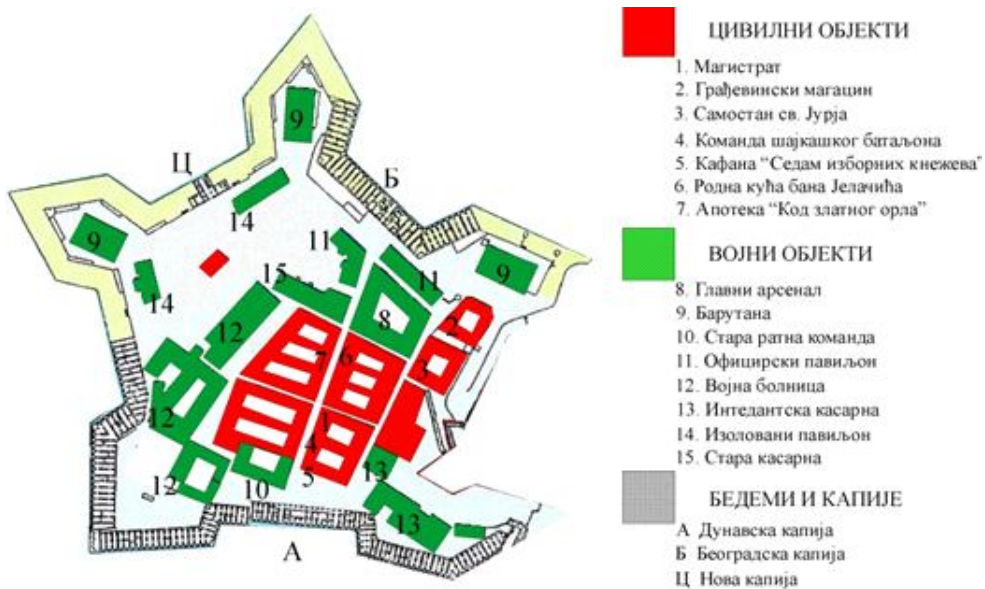 9
Ц
Б
14
11
9
9
15
11
14
8
2
12
7
6
3
12
1
4
5
13
12
10
13
А
ЦИВИЛНИ ОБЈЕКТИ
1. Магистрат
2. Грађевински магацин
3. Самостан св. Јурја
4. Команда шајкашког батаљона
5. Кафана “Седам изборних кнежева”
6. Родна кућа бана Јелачића
7. Апотека “Код златног орла”
ВОЈНИ ОБЈЕКТИ
8. Главни арсенал
9. Барутана
10. Стара ратна команда
11. Официрски павиљон
12. Војна болница
13. Интедантска касарна
14. Изоловани павиљон
15. Стара касарна
БЕДЕМИ И КАПИЈЕ
А Дунавска капија
Б Београдска капија
Ц Нова капија